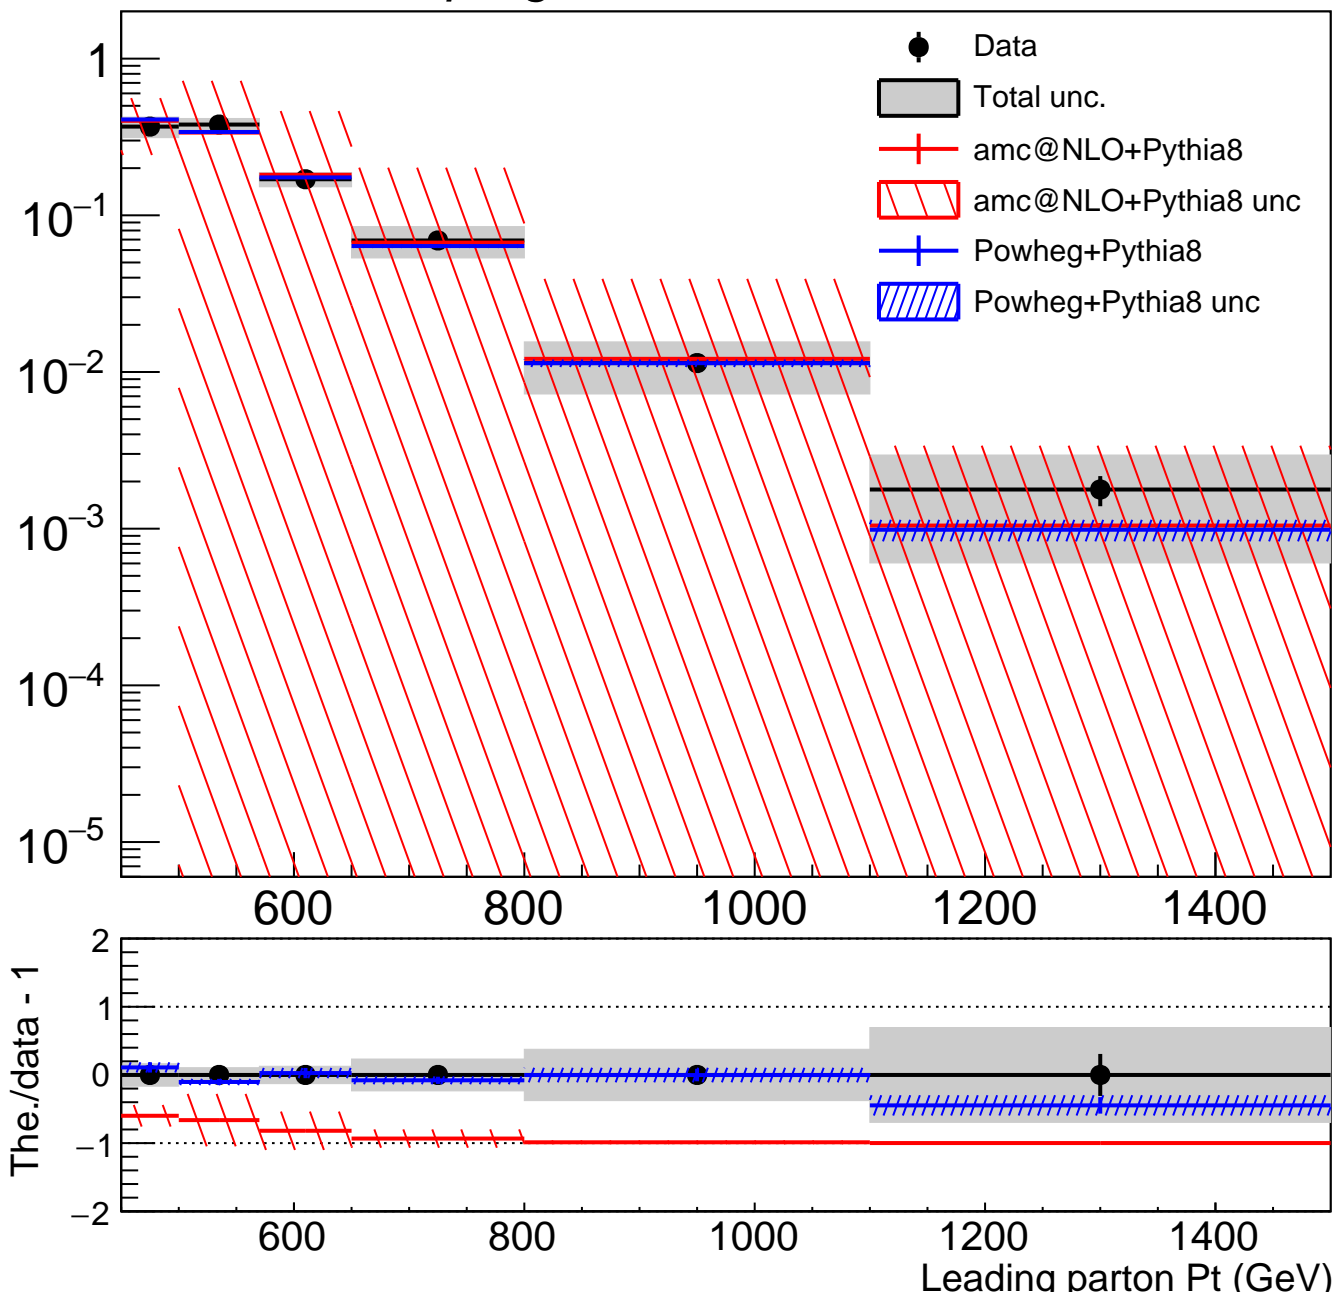 1
10−1
10−2
10−3
10−4
10−5
Data
Total unc.
amc@NLO+Pythia8
amc@NLO+Pythia8 unc
Powheg+Pythia8
Powheg+Pythia8 unc
600 800 1000 1200 1400
The./data - 1
2
1
0
−1
−2
600 800 1000 1200 1400
Leading parton Pt (GeV)